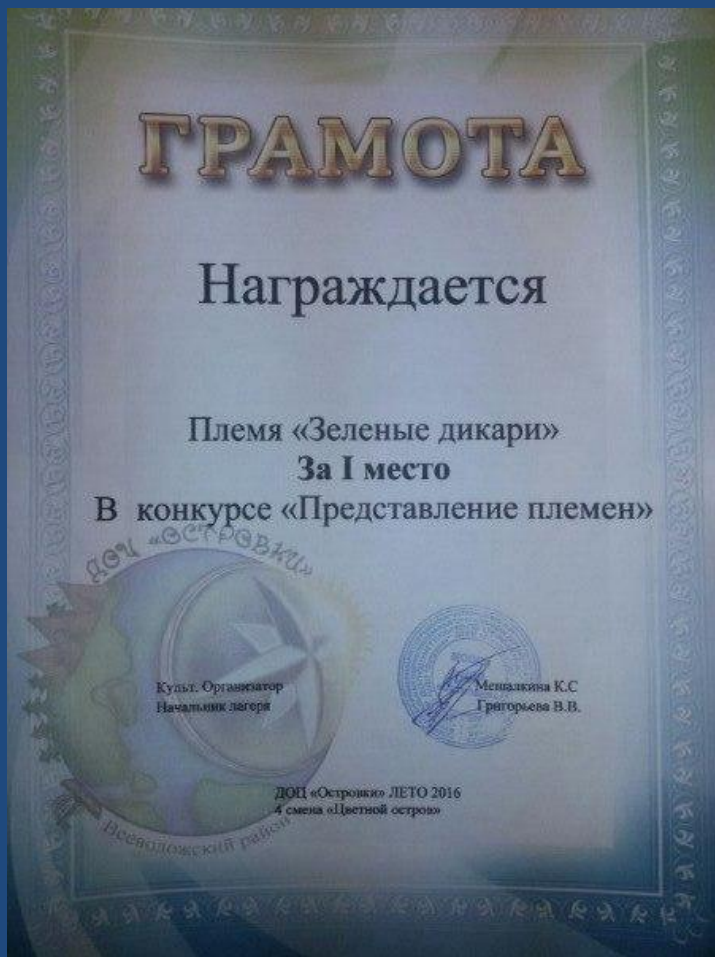 ГРАМОТА
Награждается
Племя «Зеленые дикари»
За I место
В конкурсе «Представление племен»
ДОЦ «ОСТРОВКИ»
Культ. Организатор
Мешалкина К.С
Начальник лагеря
Григорьева В.В.
ДОЦ «Островки» ЛЕТО 2016
4 смена «Цветной остров»
Всеволожский район